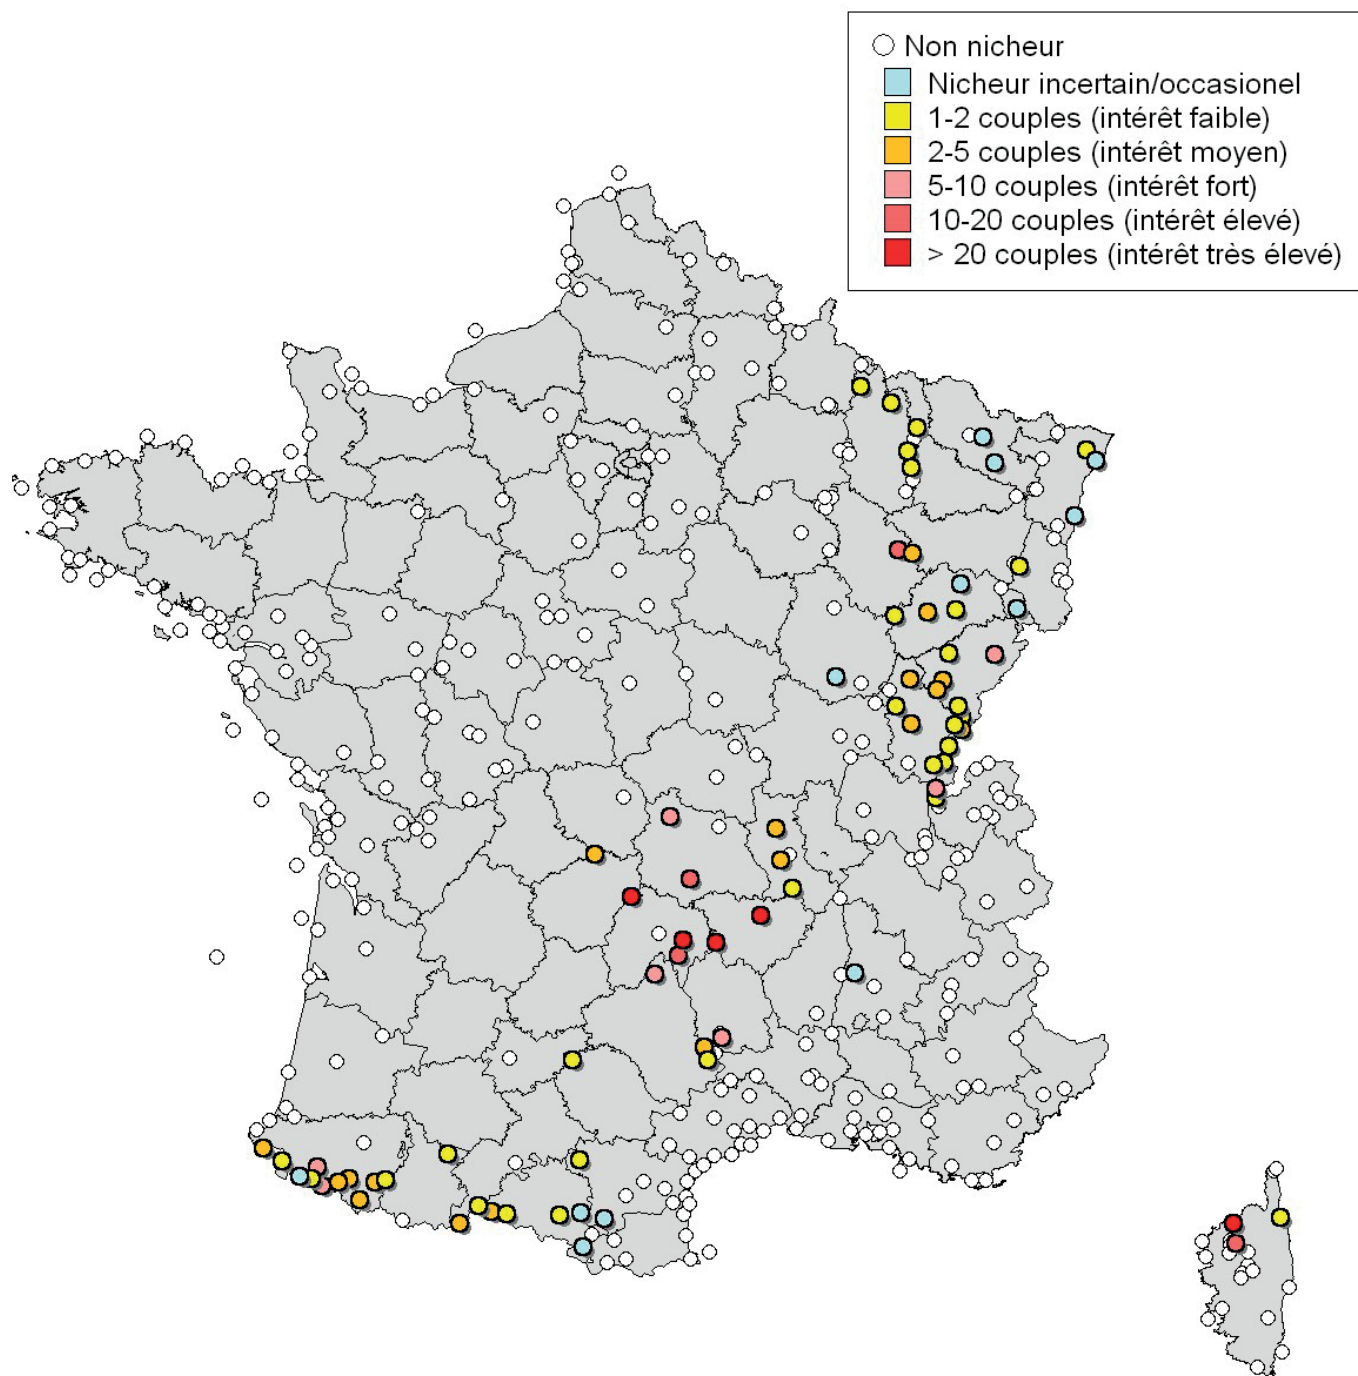 Non nicheur
Nicheur incertain/occasionel
1-2 couples (intérêt faible)
2-5 couples (intérêt moyen)
5-10 couples (intérêt fort)
10-20 couples (intérêt élevé)
> 20 couples (intérêt très élevé)